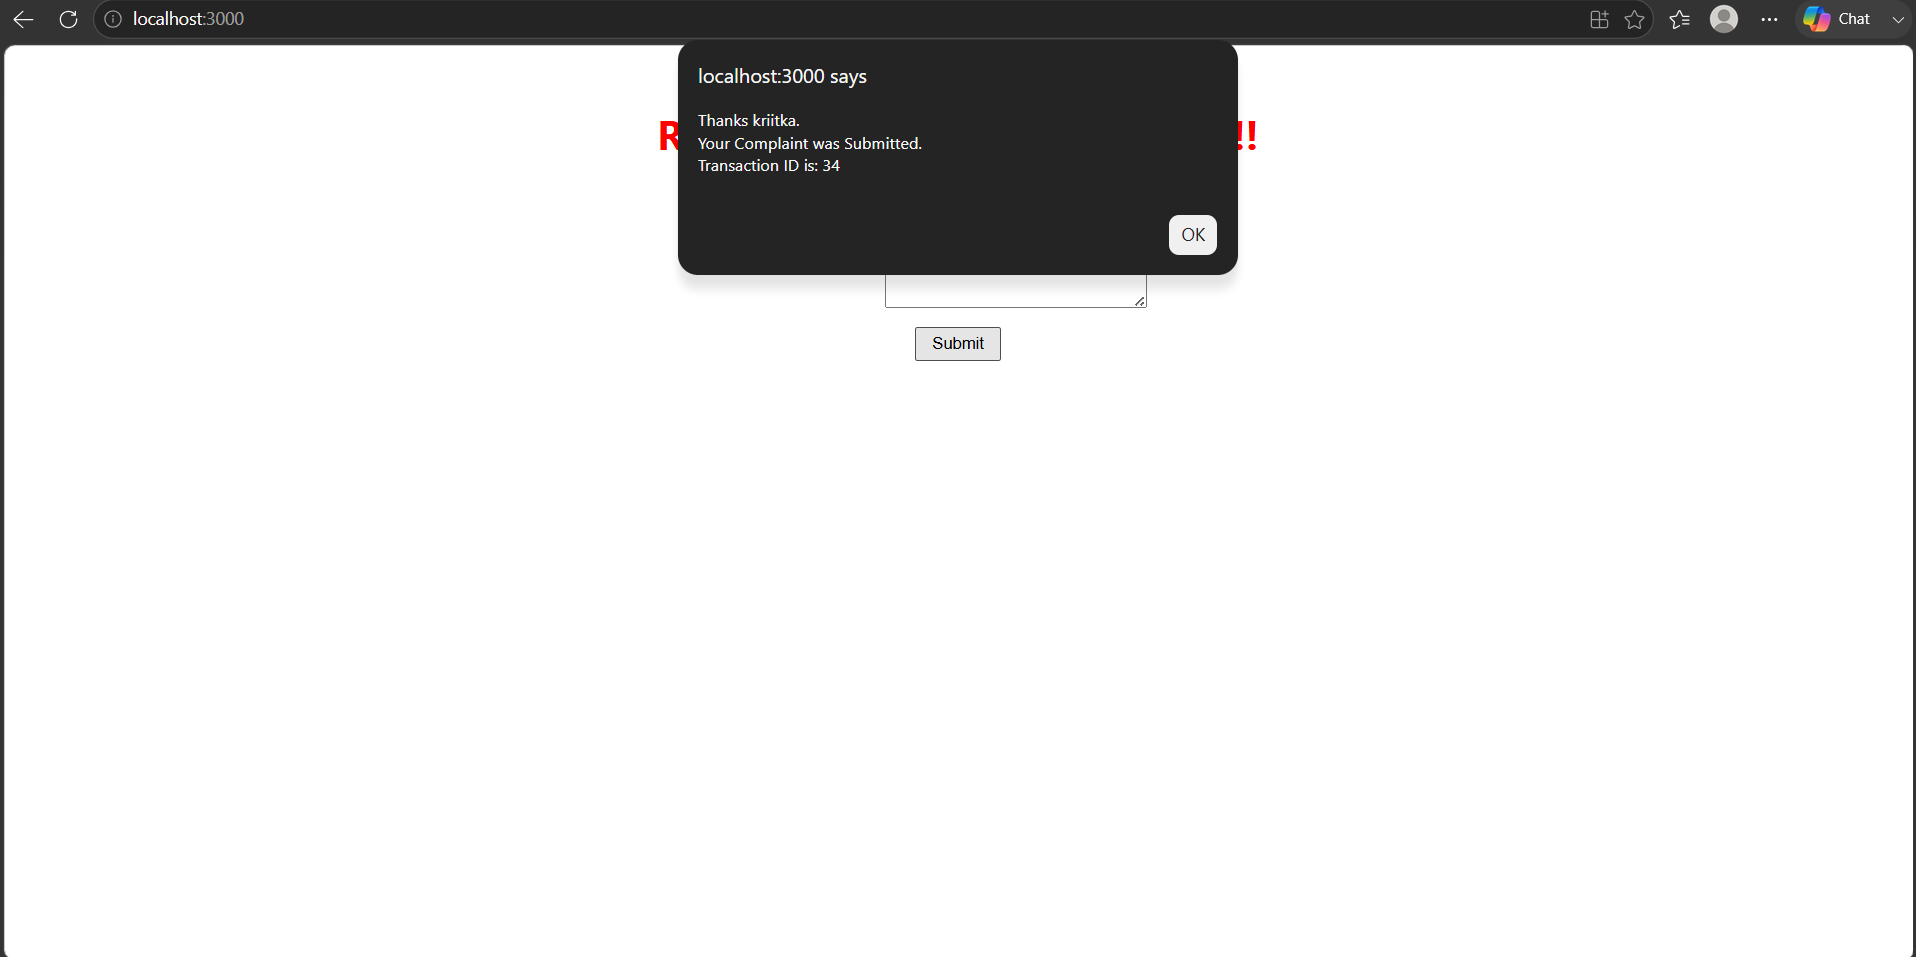 localhost:3000
Chat
localhost:3000 says
Thanks kriitka.
Your Complaint was Submitted.
Transaction ID is: 34
OK
!!
Submit